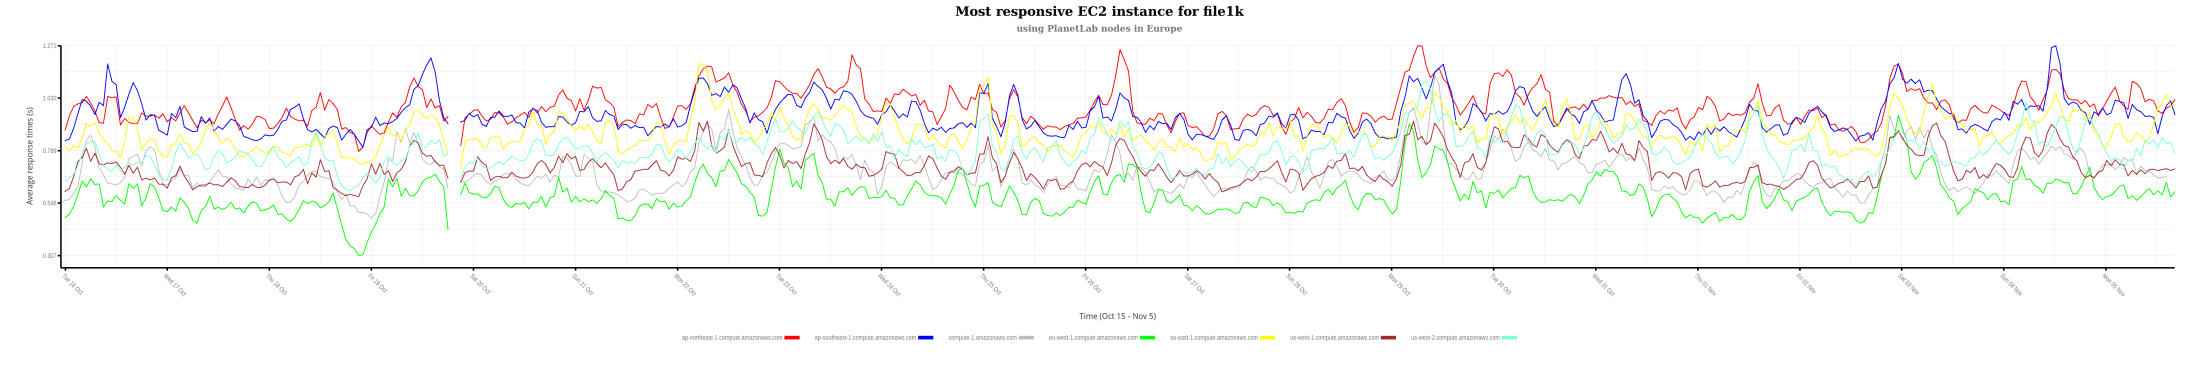 Most responsive EC2 instance for file1k
using PlanetLab nodes in Europe
Average response times (s)
1.271
1.030
0.789
0.548
0.307
Tue 16 Oct
Wed 17 Oct
Thu 18 Oct
Fri 19 Oct
Sat 20 Oct
Sun 21 Oct
Mon 22 Oct
Tue 23 Oct
Wed 24 Oct
Thu 25 Oct
Fri 26 Oct
Sat 27 Oct
Sun 28 Oct
Mon 29 Oct
Tue 30 Oct
Wed 31 Oct
Thu 01 Nov
Fri 02 Nov
Sat 03 Nov
Sun 04 Nov
Mon 05 Nov
Time (Oct 15 - Nov 5)
ap-northeast-1.compute.amazonaws.com
ap-southeast-1.compute.amazonaws.com
compute-1.amazonaws.com
eu-west-1.compute.amazonaws.com
sa-east-1.compute.amazonaws.com
us-west-1.compute.amazonaws.com
us-west-2.compute.amazonaws.com